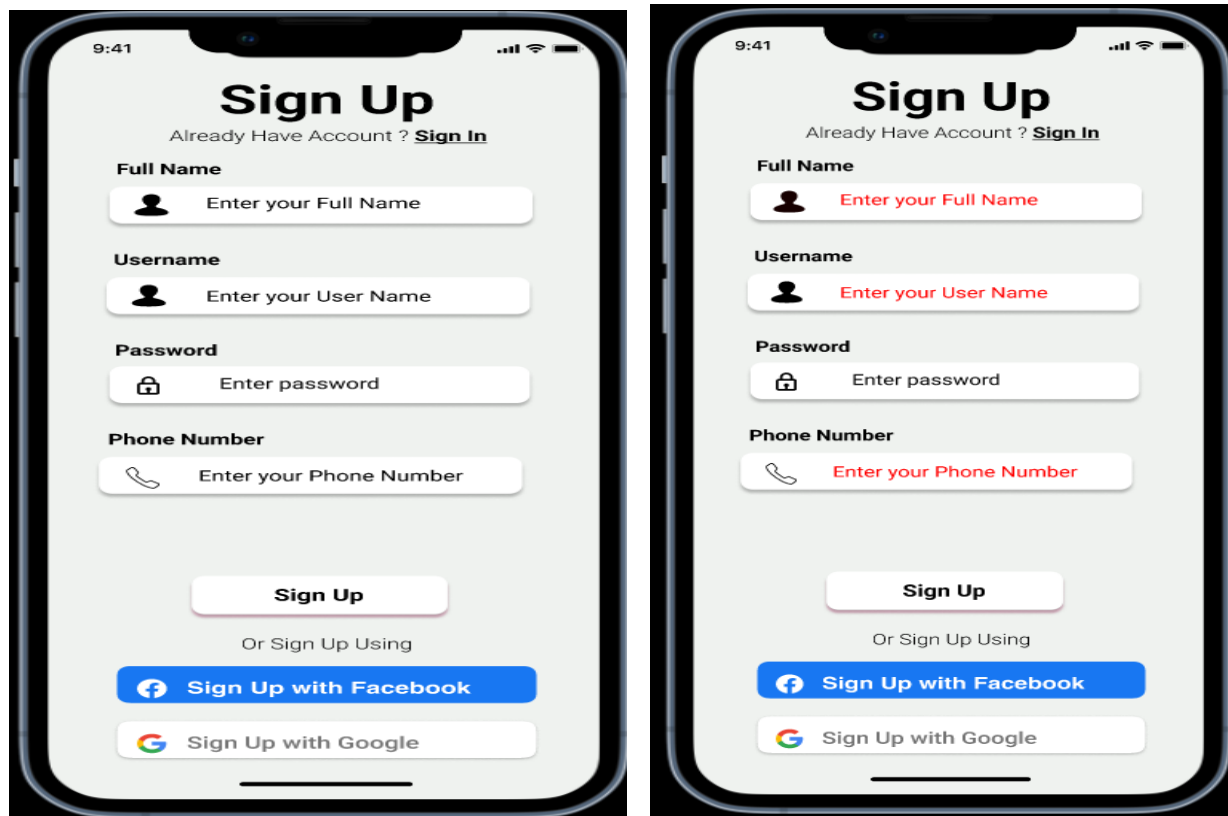 9:41
Sign Up
Already Have Account ? Sign In
Full Name
Enter your Full Name
Username
Enter your User Name
Password
Enter password
Phone Number
Enter your Phone Number
Sign Up
Or Sign Up Using
Sign Up with Facebook
Sign Up with Google
9:41
Sign Up
Already Have Account ? Sign In
Full Name
Enter your Full Name
Username
Enter your User Name
Password
Enter password
Phone Number
Enter your Phone Number
Sign Up
Or Sign Up Using
Sign Up with Facebook
Sign Up with Google